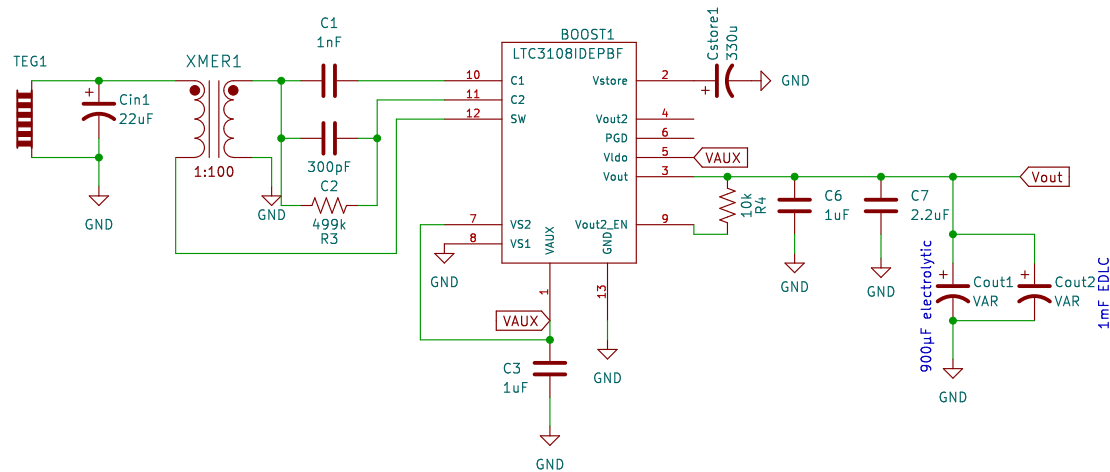 TEG1
Cin1
22uF
GND
XMER1
1:100
GND
C1
1nF
300pF
C2
499k
R3
BOOST1
LTC3108IDEPBF
10 C1
11 C2
12 SW
7 VS2
8 VS1
GND
VAUX
1
GND
13
Vstore 2
Vout2 4
PGD 6
Vldo 5
Vout 3
Vout2_EN 9
VAUX
C3
1uF
GND
GND
Cstore1
330u
GND
VAUX
10k
R4
C6
1uF
GND
C7
2.2uF
GND
Vout
900µF electrolytic
Cout1
VAR
Cout2
VAR
1mF EDLC
GND